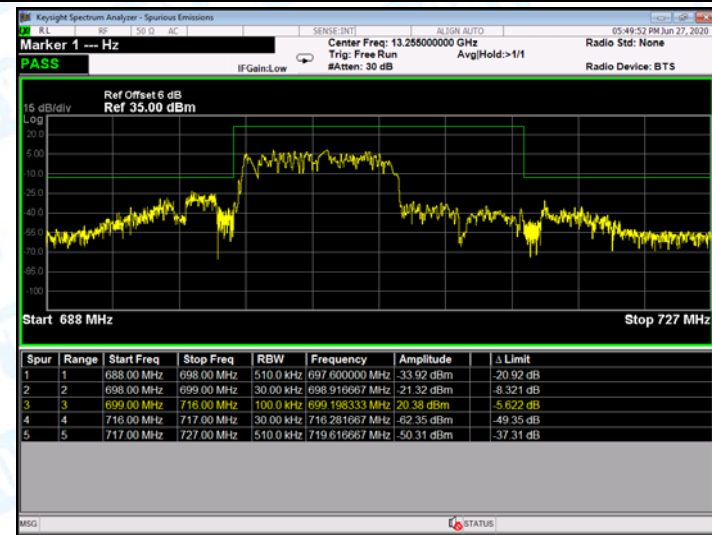 Keysight Spectrum Analyzer - Spurious Emissions
RL RF 50 Ω AC SENSE:INT ALIGN AUTO 05:49:52 PM Jun 27, 2020
Marker 1 --- Hz Center Freq: 13.255000000 GHz Radio Std: None
Trig: Free Run Avg|Hold:>1/1
PASS IFGain:Low #Atten: 30 dB Radio Device: BTS
Ref Offset 6 dB
15 dB/div Ref 35.00 dBm
Log
20.0
5.00
-10.0
-25.0
-40.0
-55.0
-70.0
-85.0
-100
Start 688 MHz Stop 727 MHz
Spur Range Start Freq Stop Freq RBW Frequency Amplitude Δ Limit
1 1 688.00 MHz 698.00 MHz 510.0 kHz 697.600000 MHz -33.92 dBm -20.92 dB
2 2 698.00 MHz 699.00 MHz 30.00 kHz 698.916667 MHz -21.32 dBm -8.321 dB
3 3 699.00 MHz 716.00 MHz 100.0 kHz 699.198333 MHz 20.38 dBm -5.622 dB
4 4 716.00 MHz 717.00 MHz 30.00 kHz 716.281667 MHz -62.35 dBm -49.35 dB
5 5 717.00 MHz 727.00 MHz 510.0 kHz 719.616667 MHz -50.31 dBm -37.31 dB
MSG STATUS